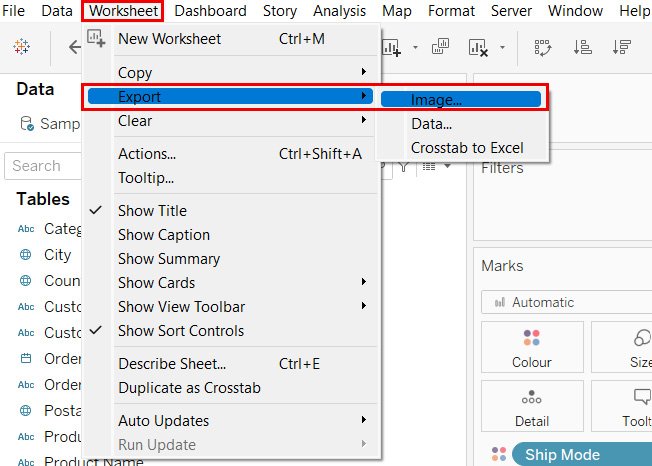 File Data Worksheet Dashboard Story Analysis Map Format Server Window Help
New Worksheet Ctrl+M
Copy
Export
Clear
Actions... Ctrl+Shift+A
Tooltip...
Show Title
Show Caption
Show Summary
Show Cards
Show View Toolbar
Show Sort Controls
Describe Sheet... Ctrl+E
Duplicate as Crosstab
Auto Updates
Run Update
Image...
Data...
Crosstab to Excel
Data
Samp
Search
Tables
Abc Categ
City
Coun
Abc Custo
Abc Custo
Order
Abc Order
Posta
Abc Produ
Product Name
Filters
Marks
Automatic
Colour
Size
Detail
Toolt
Ship Mode